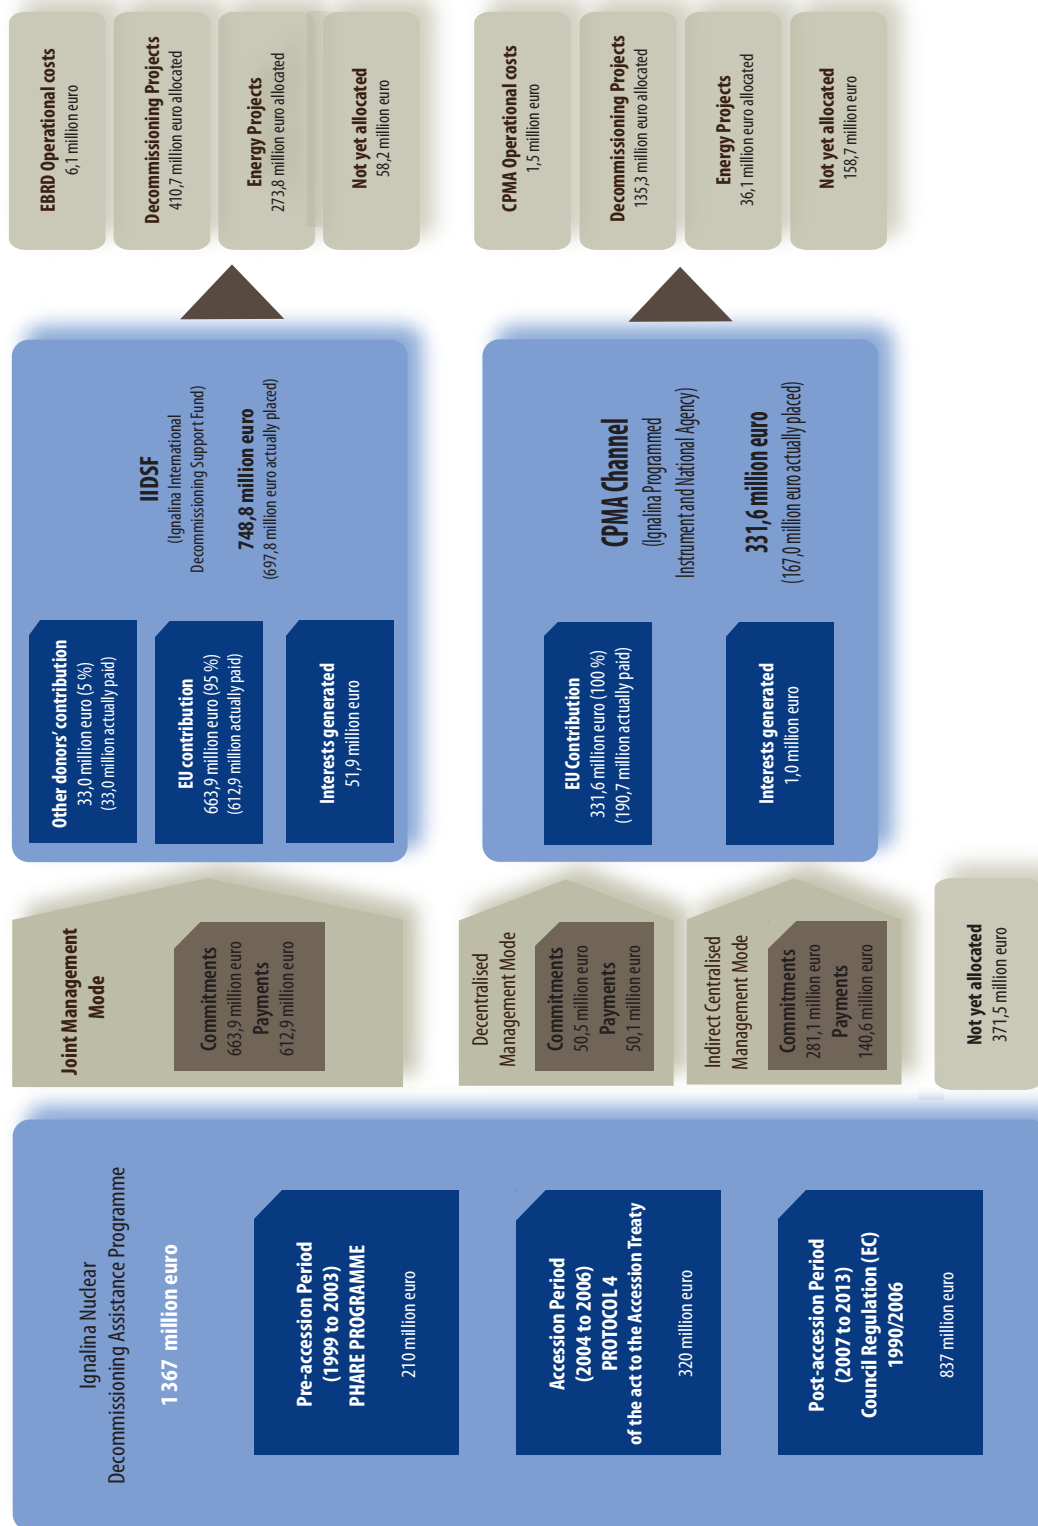 Ignalina Nuclear
Decommissioning Assistance Programme
1 367 million euro
Pre-accession Period
(1999 to 2003)
PHARE PROGRAMME
210 million euro
Accession Period
(2004 to 2006)
PROTOCOL 4
of the act to the Accession Treaty
320 million euro
Post-accession Period
(2007 to 2013)
Council Regulation (EC)
1990/2006
837 million euro
Joint Management
Mode
Commitments
663,9 million euro
Payments
612,9 million euro
Decentralised
Management Mode
Commitments
50,5 million euro
Payments
50,1 million euro
Indirect Centralised
Management Mode
Commitments
281,1 million euro
Payments
140,6 million euro
Not yet allocated
371,5 million euro
Other donors' contribution
33,0 million euro (5 %)
(33,0 million actually paid)
EU contribution
663,9 million euro (95 %)
(612,9 million actually paid)
Interests generated
51,9 million euro
IIDSF
(Ignalina International
Decommissioning Support Fund)
748,8 million euro
(697,8 million euro actually placed)
EU Contribution
331,6 million euro (100 %)
(190,7 million actually paid)
Interests generated
1,0 million euro
CPMA Channel
(Ignalina Programmed
Instrument and National Agency)
331,6 million euro
(167,0 million euro actually placed)
EBRD Operational costs
6,1 million euro
Decommissioning Projects
410,7 million euro allocated
Energy Projects
273,8 million euro allocated
Not yet allocated
58,2 million euro
CPMA Operational costs
1,5 million euro
Decommissioning Projects
135,3 million euro allocated
Energy Projects
36,1 million euro allocated
Not yet allocated
158,7 million euro